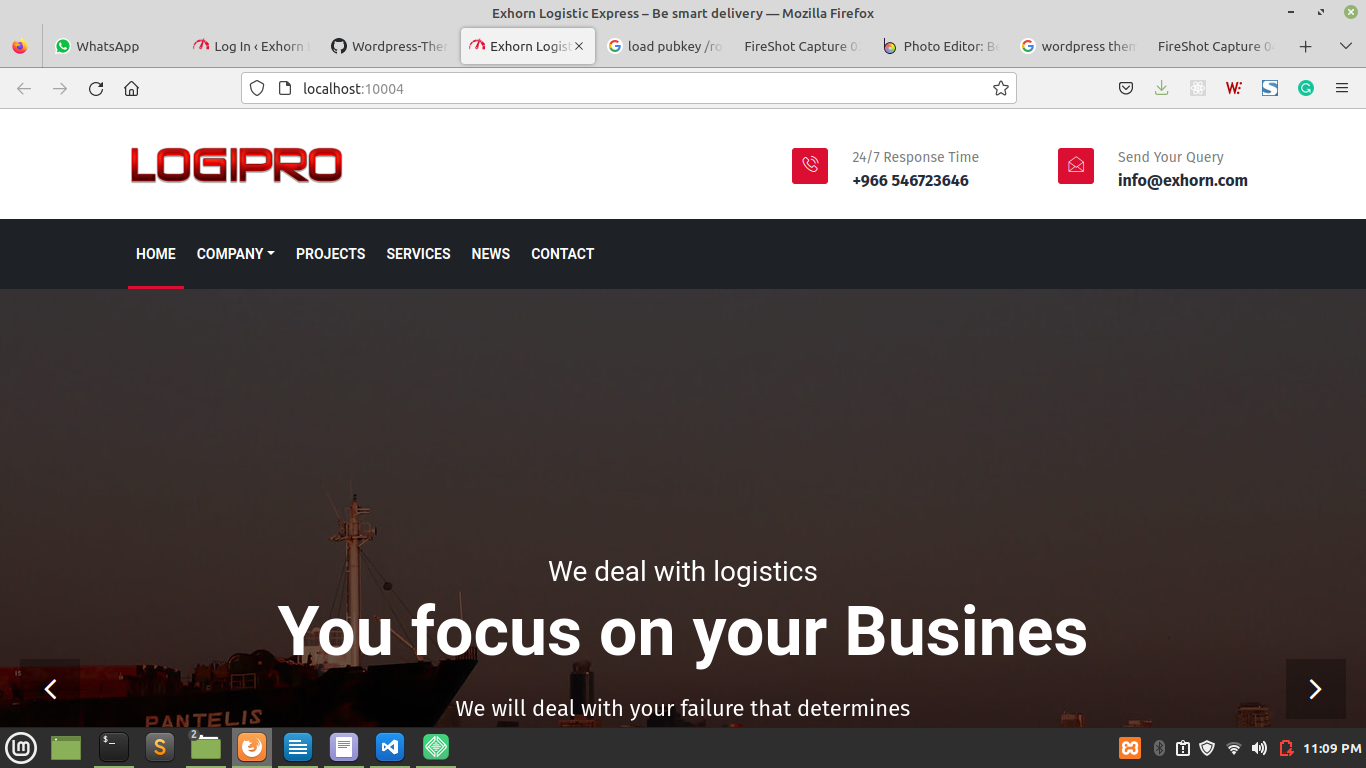 Exhorn Logistic Express – Be smart delivery — Mozilla Firefox
WhatsApp
Log In ‹ Exhorn
Wordpress-The
Exhorn Logist
load pubkey /ro
FireShot Capture 0
Photo Editor: Be
wordpress them
FireShot Capture 0
localhost:10004
LOGIPRO
24/7 Response Time
+966 546723646
Send Your Query
info@exhorn.com
HOME COMPANY PROJECTS SERVICES NEWS CONTACT
We deal with logistics
You focus on your Busines
We will deal with your failure that determines
PANTELIS
2
11:09 PM